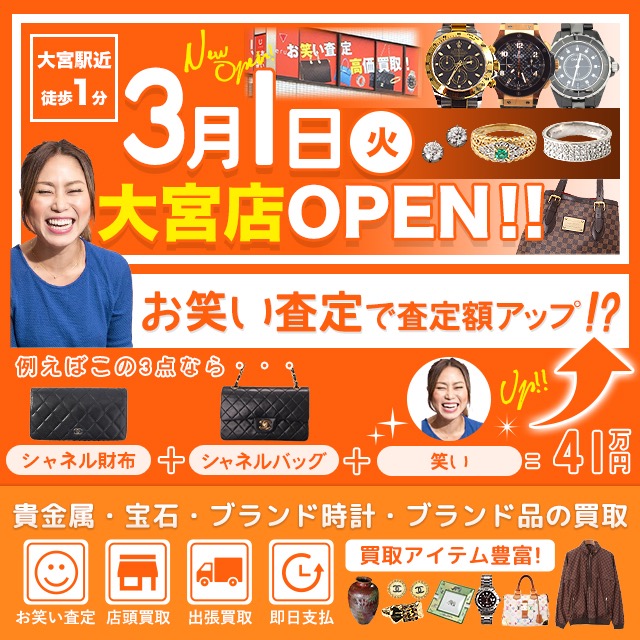 大宮駅近
徒歩1分
New Open!
お笑い査定
高価買取!
3月1日火
大宮店OPEN!!
お笑い査定で査定額アップ!?
例えばこの3点なら・・・
Up!!
シャネル財布+シャネルバッグ+笑い=41万円
貴金属・宝石・ブランド時計・ブランド品の買取
買取アイテム豊富!
お笑い査定 店頭買取 出張買取 即日支払